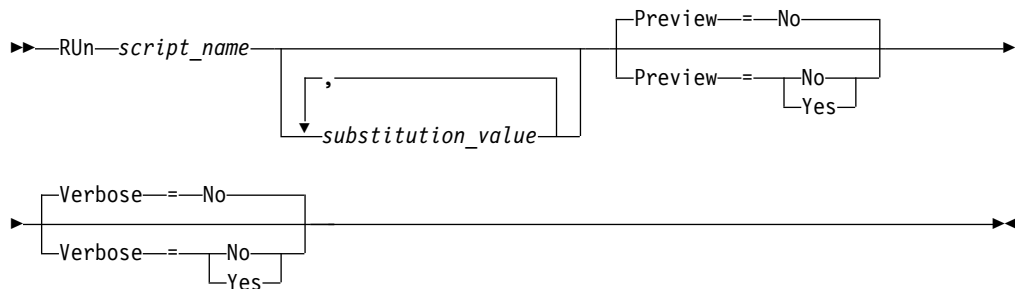 Preview = No
RUn script_name
Preview = No
Yes
,
substitution_value
Verbose = No
Verbose = No
Yes